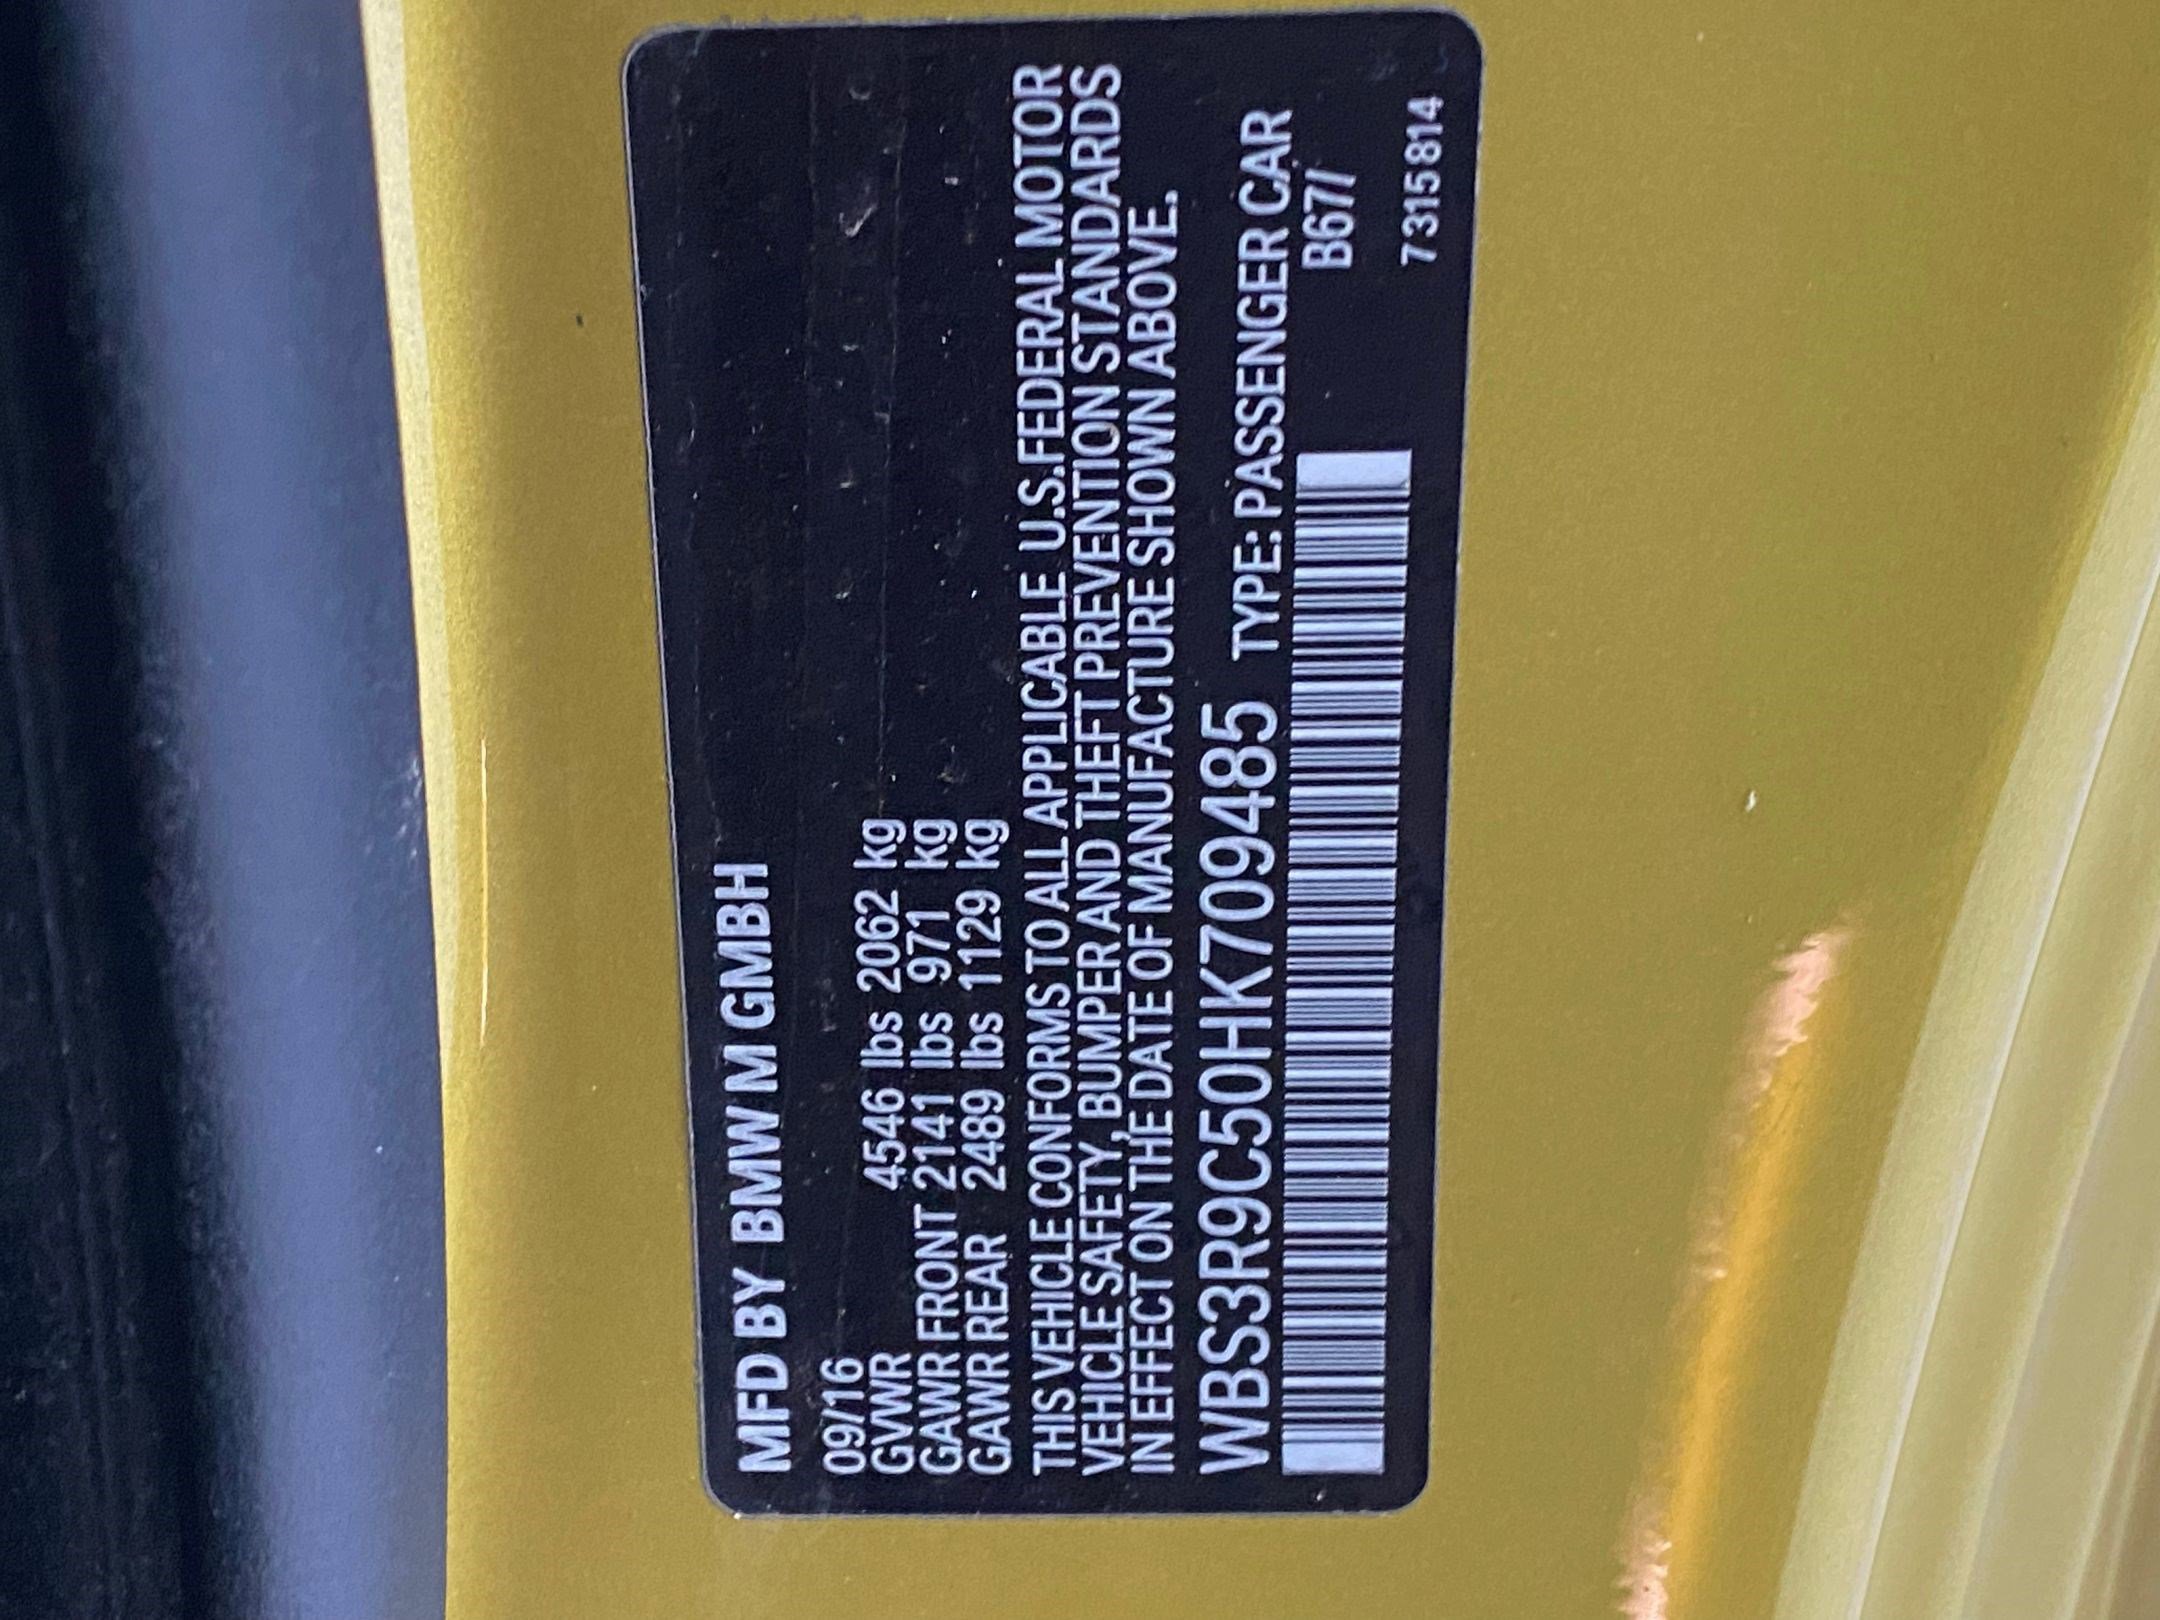 MFD BY BMW M GMBH
09/16
GVWR 4546 lbs 2062 kg
GAWR FRONT 2141 lbs 971 kg
GAWR REAR 2489 lbs 1129 kg
THIS VEHICLE CONFORMS TO ALL APPLICABLE U.S.FEDERAL MOTOR
VEHICLE SAFETY, BUMPER AND THEFT PREVENTION STANDARDS
IN EFFECT ON THE DATE OF MANUFACTURE SHOWN ABOVE.
WBS3R9C50HK709485 TYPE: PASSENGER CAR
B67/
7315814